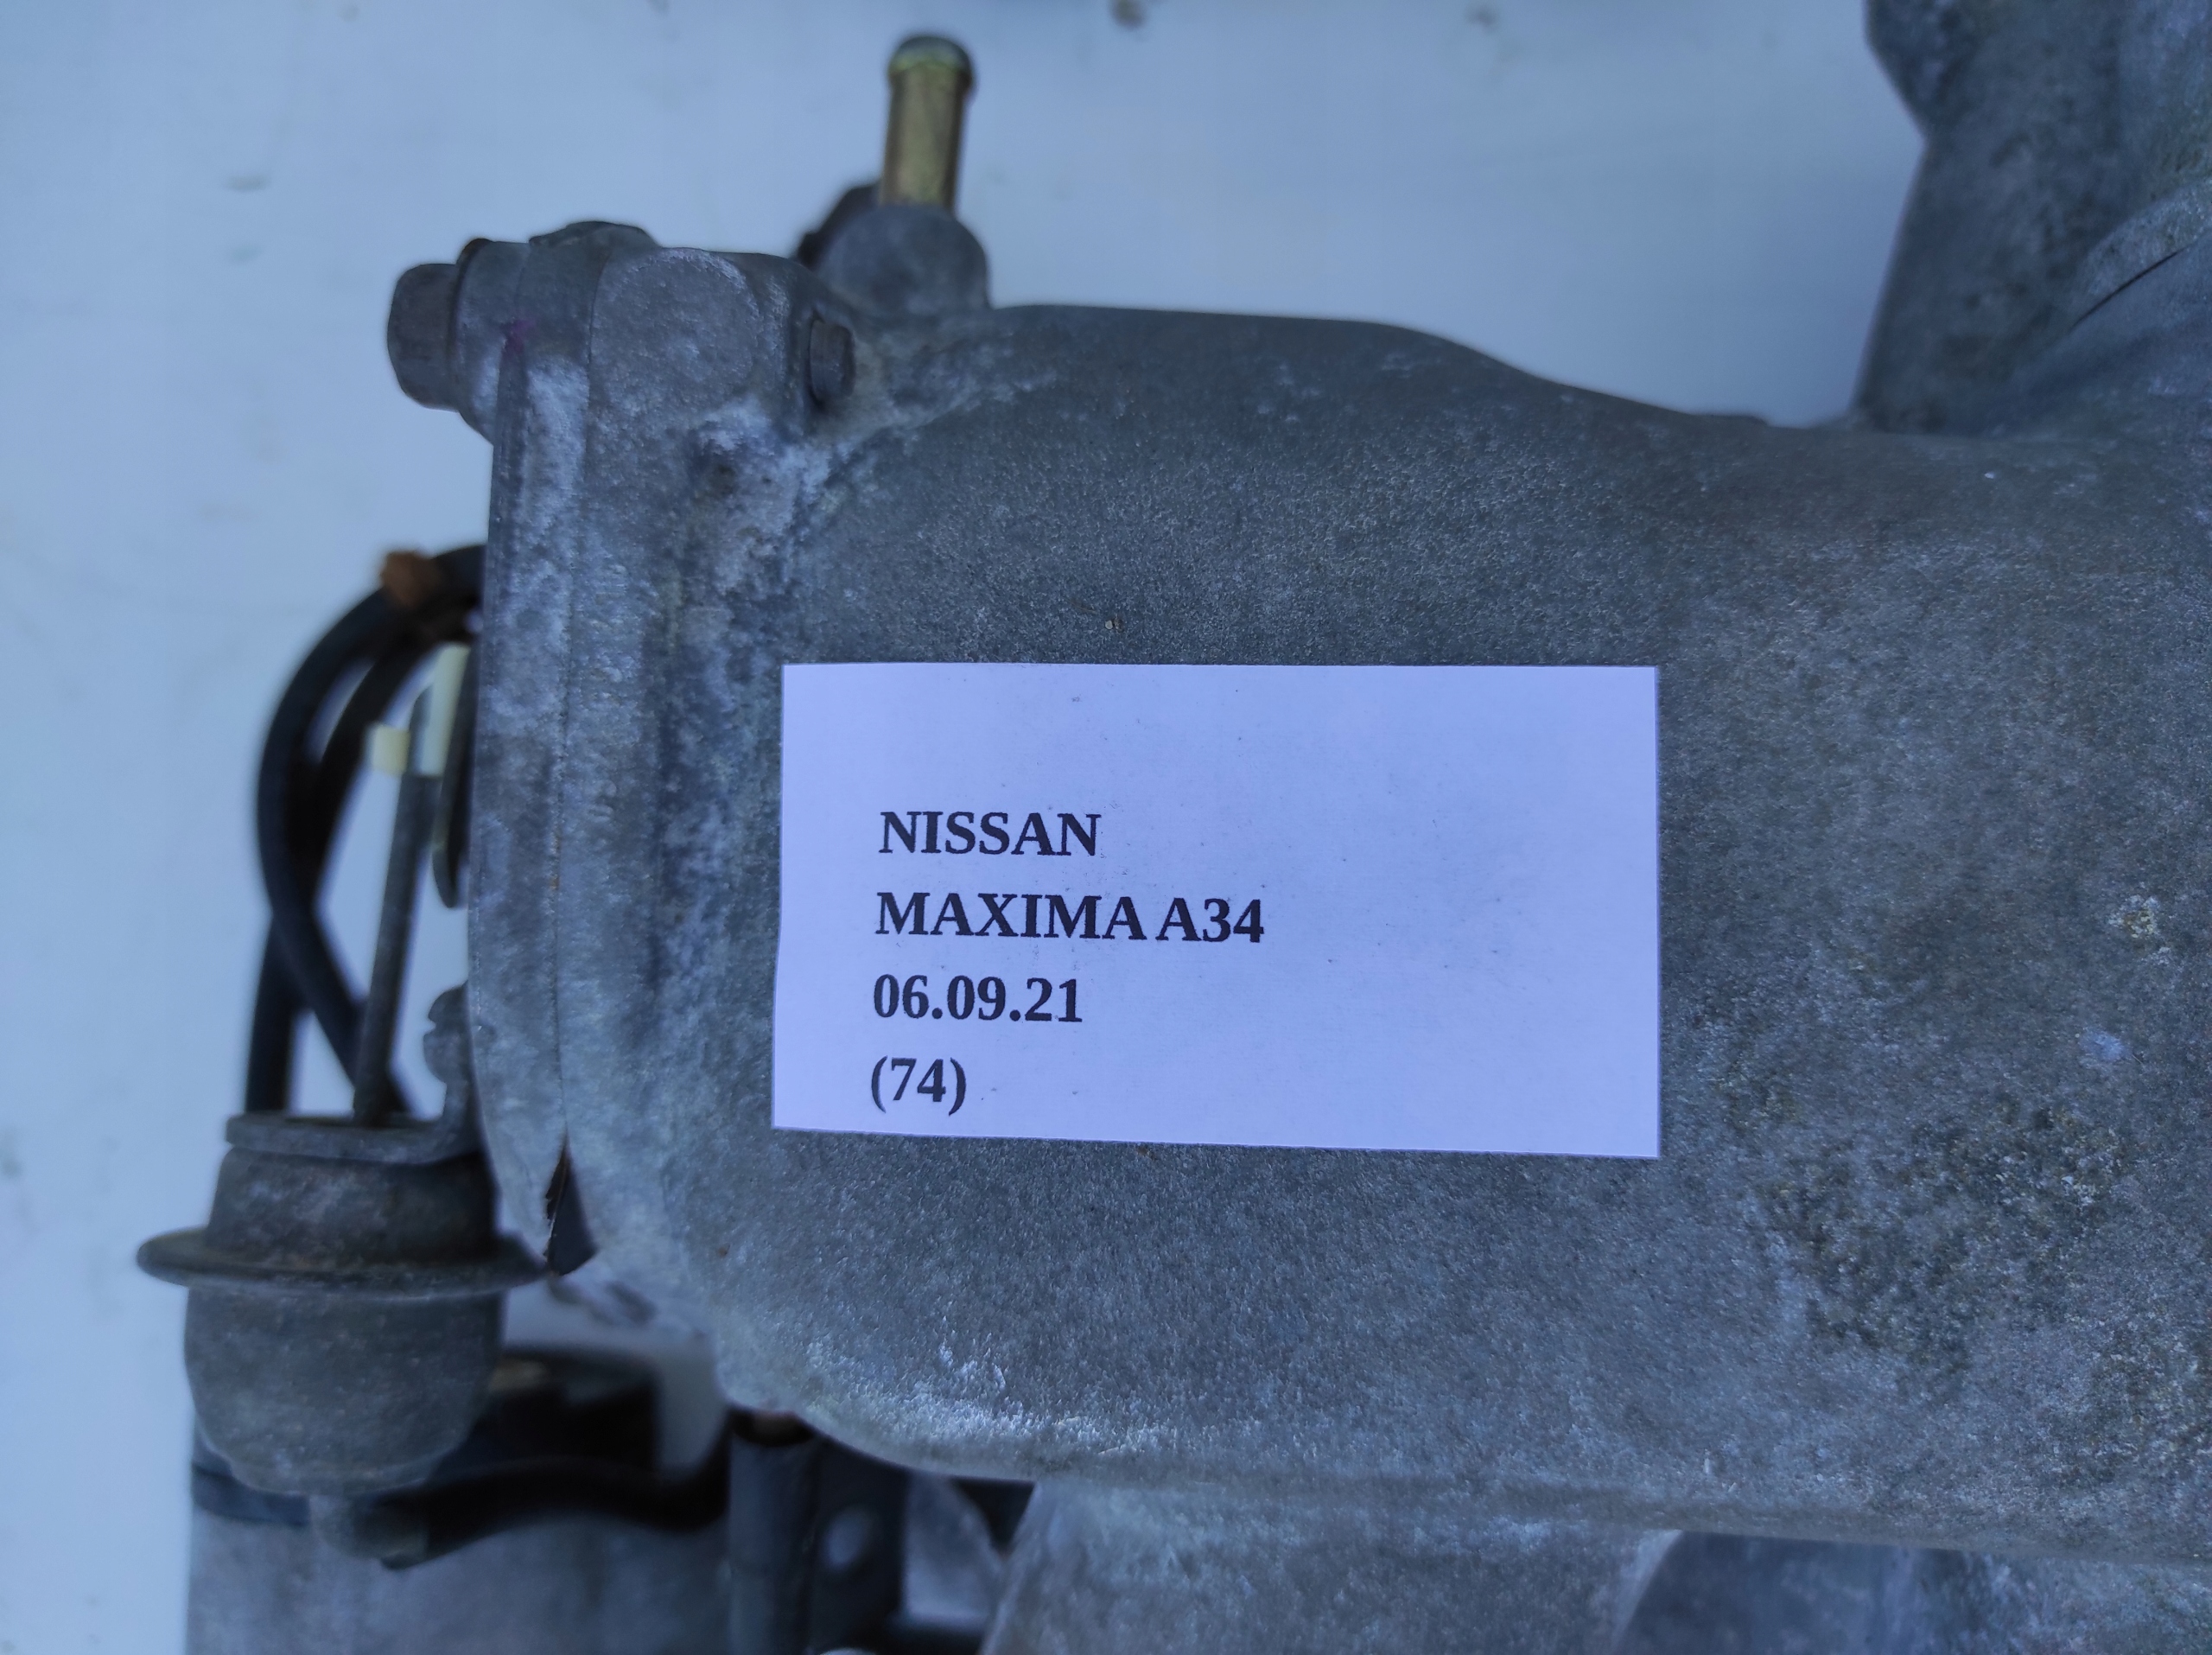 NISSAN
MAXIMA A34
06.09.21
(74)